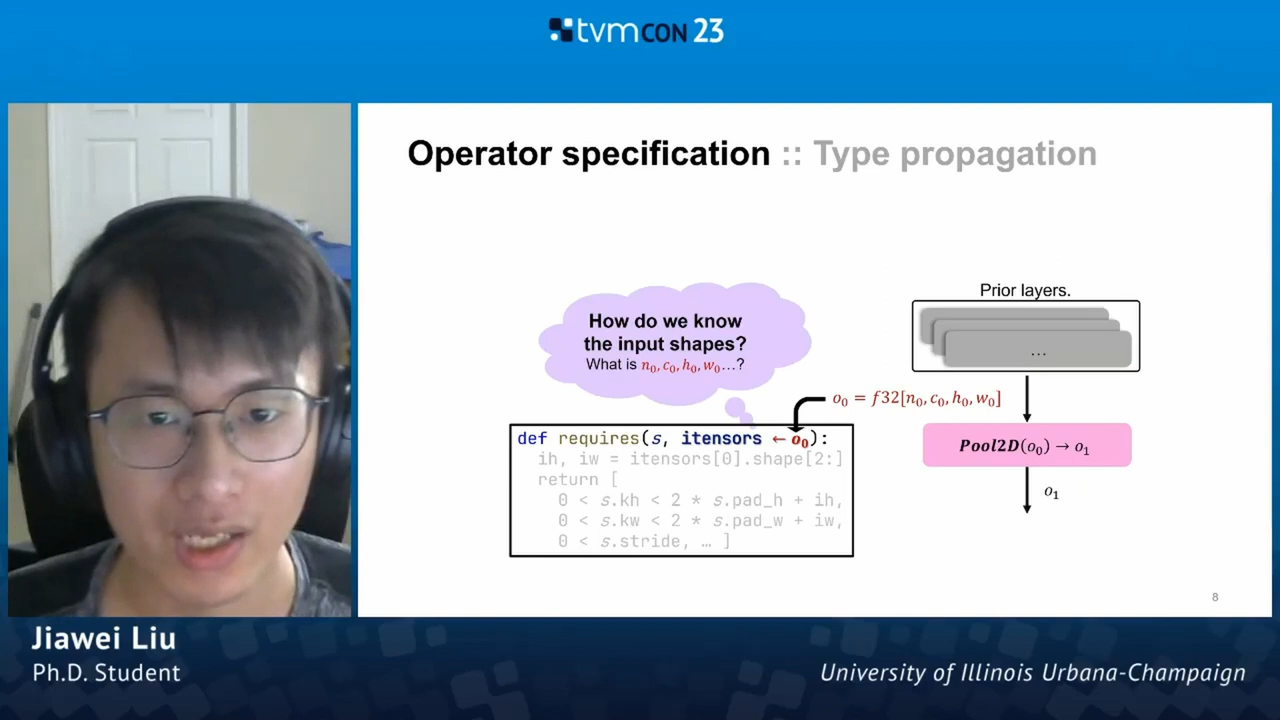 tvmCON 23
Operator specification :: Type propagation
How do we know
the input shapes?
What is n₀, c₀, h₀, w₀…?
Prior layers.
…
o₀ = f32[n₀, c₀, h₀, w₀]
Pool2D(o₀) → o₁
o₁
def requires(s, itensors ← o₀):
ih, iw = itensors[0].shape[2:]
return [
0 < s.kh < 2 * s.pad_h + ih,
0 < s.kw < 2 * s.pad_w + iw,
0 < s.stride, … ]
8
Jiawei Liu
Ph.D. Student
University of Illinois Urbana-Champaign